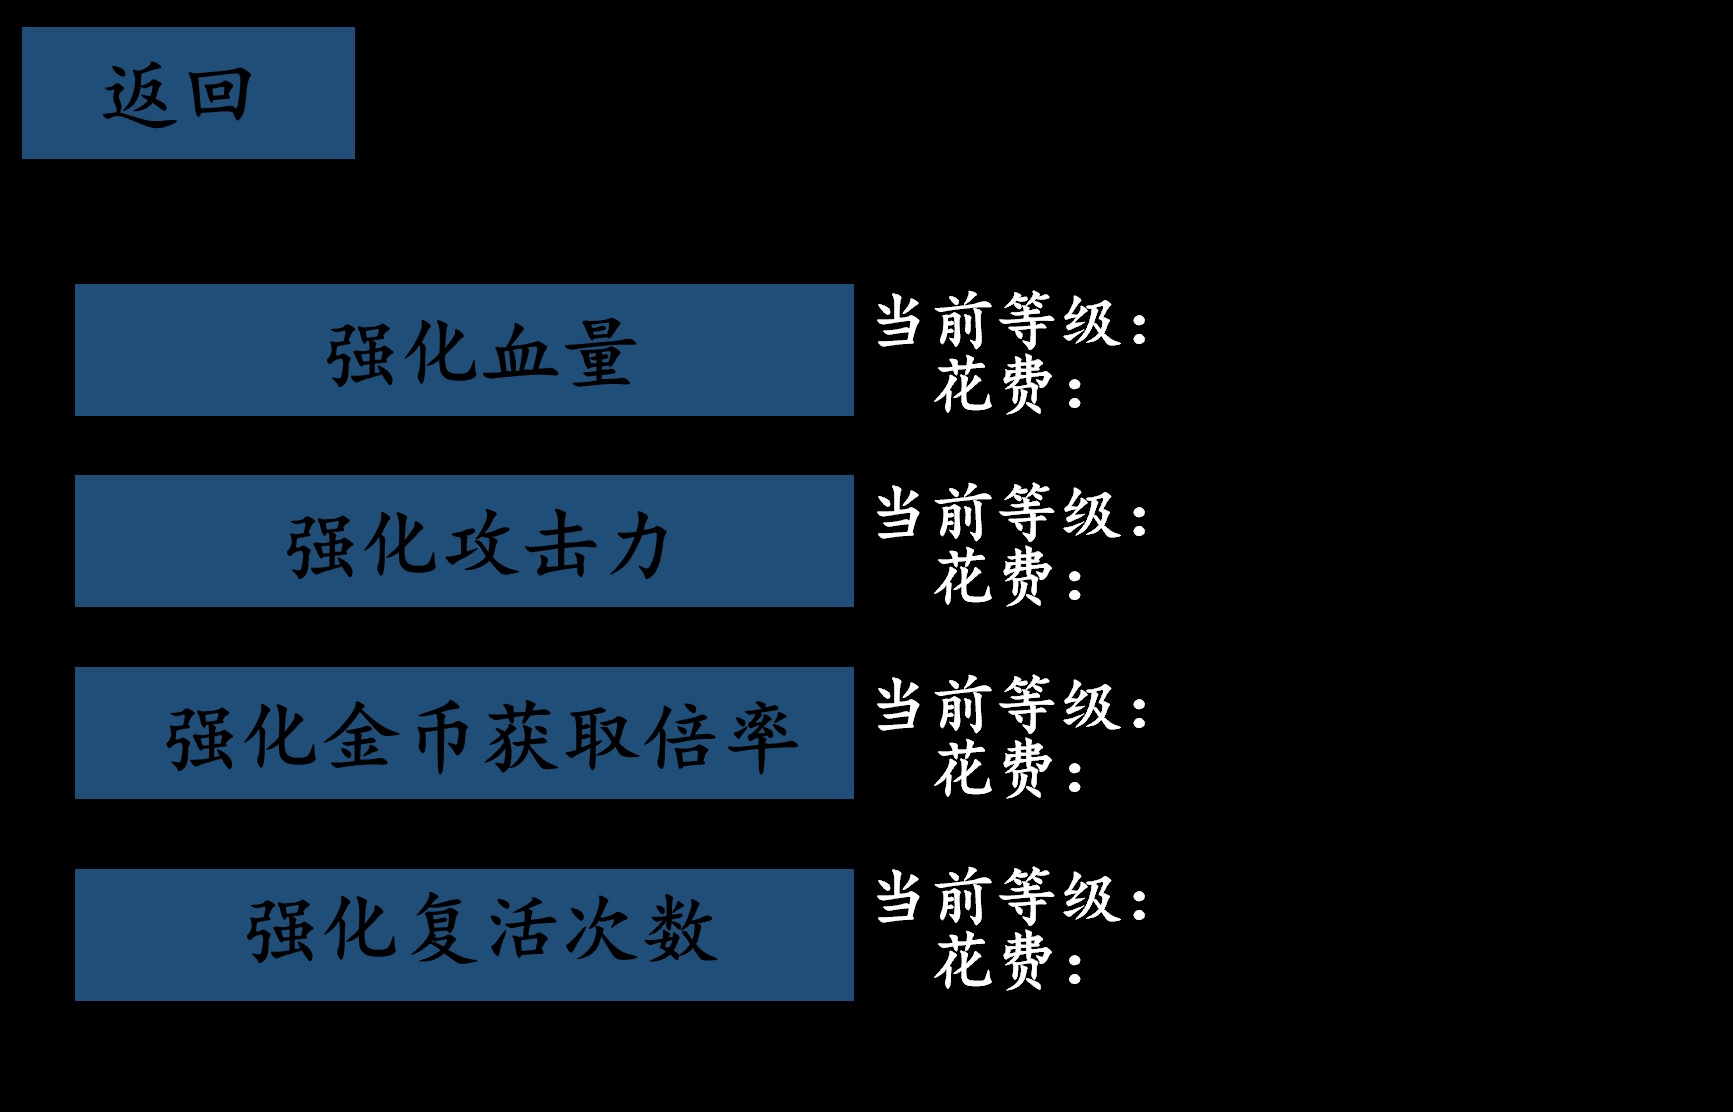 返回
强化血量
当前等级：
花费：
强化攻击力
当前等级：
花费：
强化金币获取倍率
当前等级：
花费：
强化复活次数
当前等级：
花费：